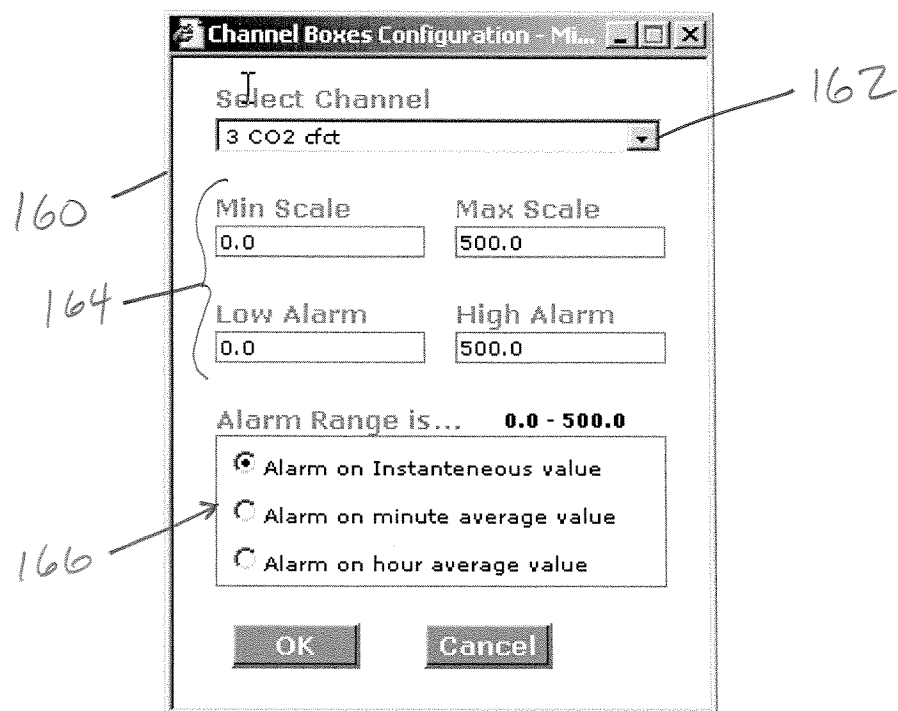 Channel Boxes Configuration - Mi...
Select Channel
162
3 CO2 cfct
160
Min Scale Max Scale
0.0 500.0
164
Low Alarm High Alarm
0.0 500.0
Alarm Range is... 0.0 - 500.0
Alarm on Instanteneous value
Alarm on minute average value
166
Alarm on hour average value
OK Cancel